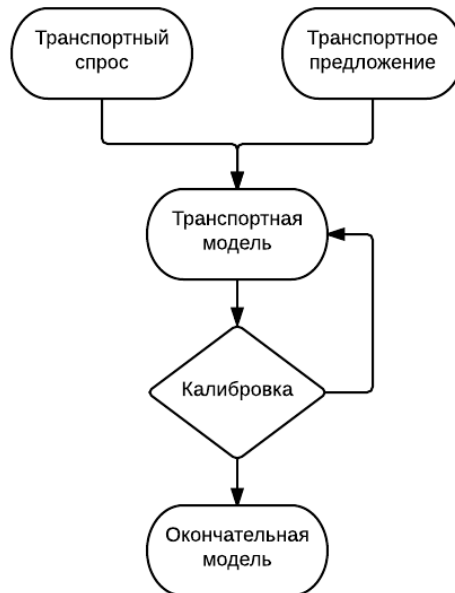 Транспортный
спрос
Транспортное
предложение
Транспортная
модель
Калибровка
Окончательная
модель